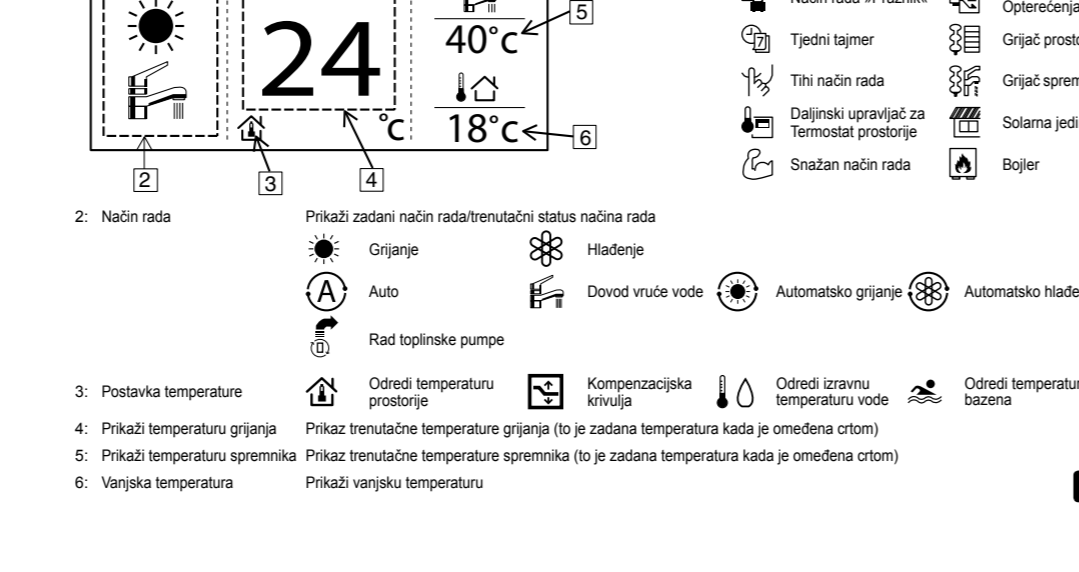 Opterećenja
5
40°c
Tjedni tajmer
Grijač
24
Tihi način rada
Grijač
°c
18°c
6
Daljinski upravljač za
Termostat prostorije
Solarna
2
3
4
Snažan način rada
Bojler
2: Način rada Prikaži zadani način rada/trenutačni status načina rada
Grijanje Hlađenje
A Auto Dovod vruće vode Automatsko grijanje Automatsko
Rad toplinske pumpe
3: Postavka temperature
Odredi temperaturu
prostorije
Kompenzacijska
krivulja
Odredi izravnu
temperaturu vode
Odredi
bazena
4: Prikaži temperaturu grijanja Prikaz trenutačne temperature grijanja (to je zadana temperatura kada je omeđena crtom)
5: Prikaži temperaturu spremnika Prikaz trenutačne temperature spremnika (to je zadana temperatura kada je omeđena crtom)
6: Vanjska temperatura Prikaži vanjsku temperaturu